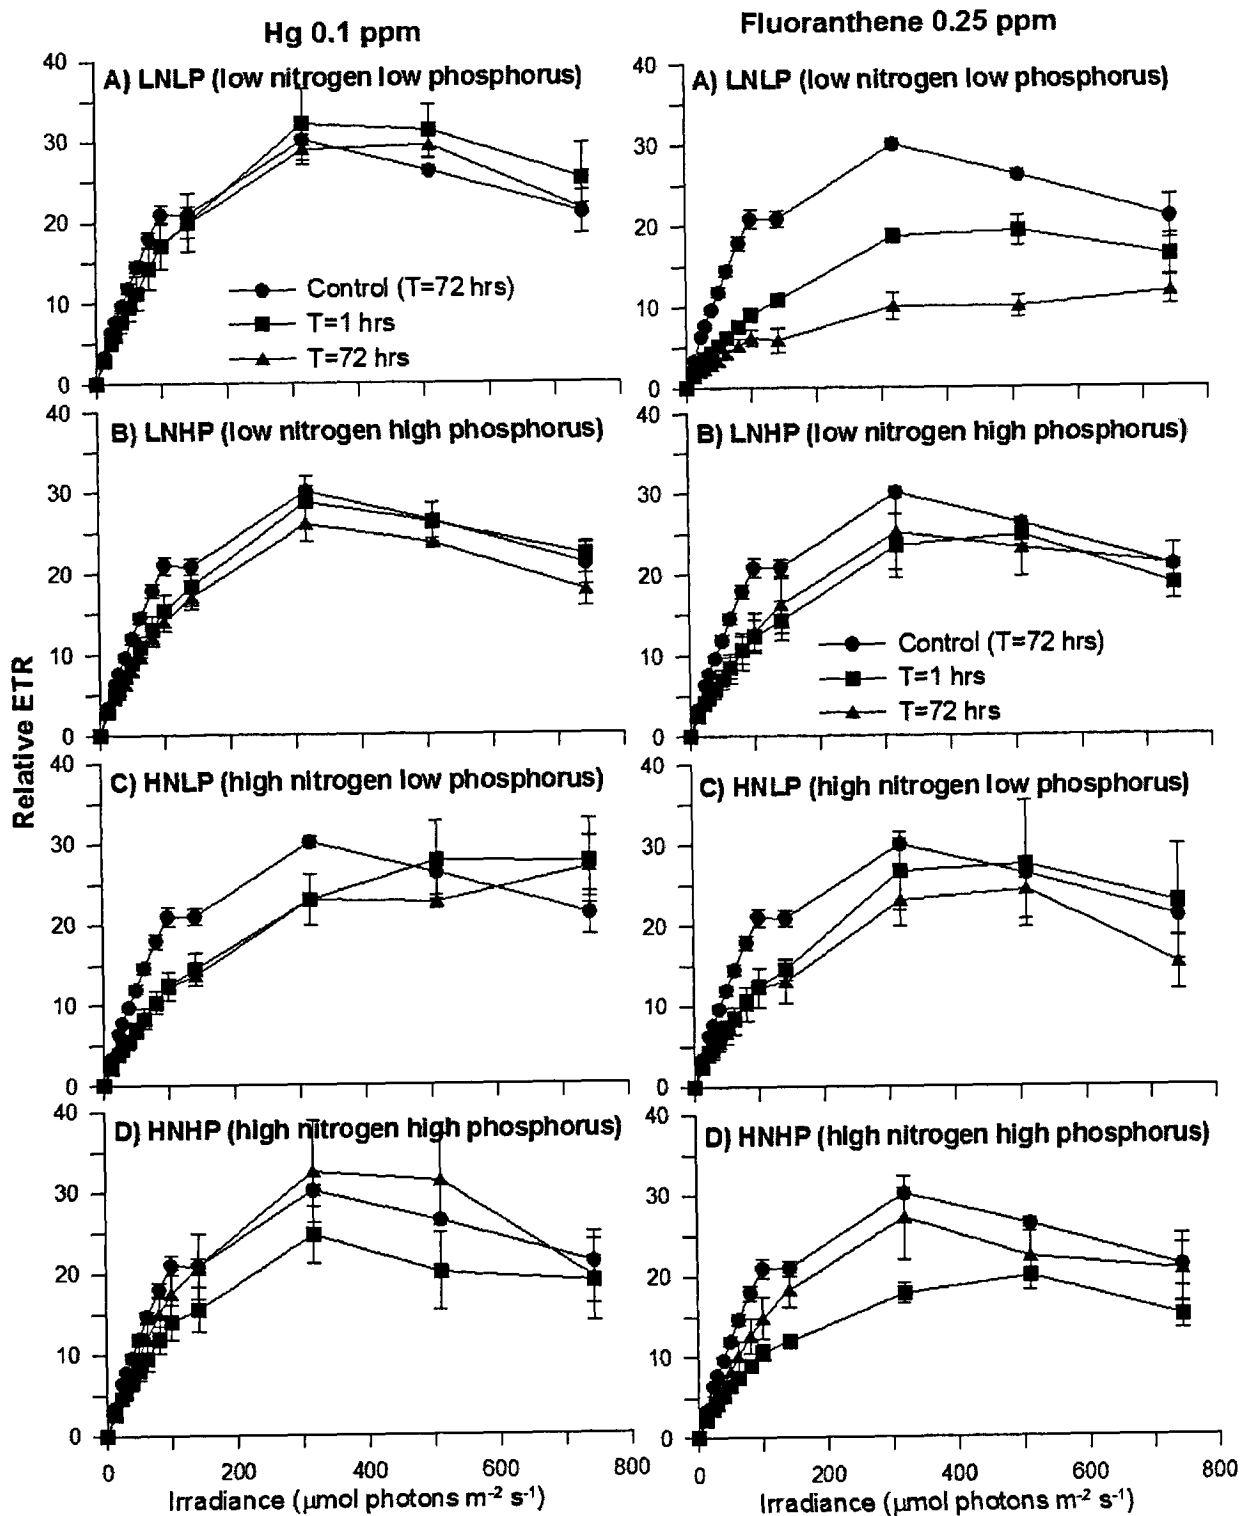 Hg 0.1 ppm
Fluoranthene 0.25 ppm
Relative ETR
40
30
20
10
0
A) LNLP (low nitrogen low phosphorus)
Control (T=72 hrs)
T=1 hrs
T=72 hrs
40
30
20
10
0
A) LNLP (low nitrogen low phosphorus)
40
30
20
10
0
B) LNHP (low nitrogen high phosphorus)
40
30
20
10
0
B) LNHP (low nitrogen high phosphorus)
Control (T=72 hrs)
T=1 hrs
T=72 hrs
40
30
20
10
0
C) HNLP (high nitrogen low phosphorus)
40
30
20
10
0
C) HNLP (high nitrogen low phosphorus)
40
30
20
10
0
D) HNHP (high nitrogen high phosphorus)
0 200 400 600 800
Irradiance (μmol photons m⁻² s⁻¹)
40
30
20
10
0
D) HNHP (high nitrogen high phosphorus)
0 200 400 600 800
Irradiance (μmol photons m⁻² s⁻¹)